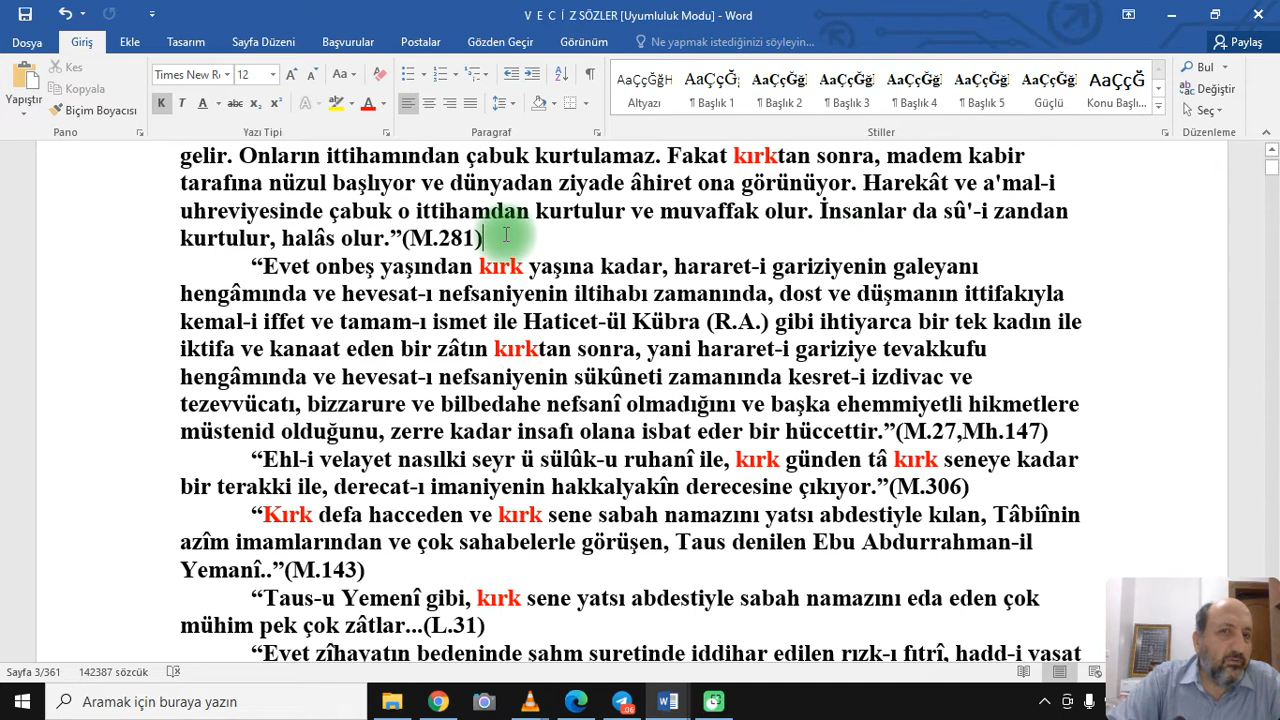 V E C İ Z SÖZLER [Uyumluluk Modu] - Word
Dosya Giriş Ekle Tasarım Sayfa Düzeni Başvurular Postalar Gözden Geçir Görünüm Ne yapmak istediğinizi söyleyin... Paylaş
Yapıştır
Kes
Kopyala
Biçim Boyacısı
Pano
Times New Ro 12
K T A abc x₂ x² A A A
Yazı Tipi
Paragraf
AaÇçĞğH AaÇçĞ AaÇçĞğ AaÇçĞğ AaÇçĞğ AaÇçĞğ AaÇçĞğ AaÇçĞ
Altyazı ¶ Başlık 1 ¶ Başlık 2 ¶ Başlık 3 ¶ Başlık 4 ¶ Başlık 5 Güçlü Konu Başlı...
Stiller
Bul
Değiştir
Seç
Düzenleme
gelir. Onların ittihamından çabuk kurtulamaz. Fakat kırktan sonra, madem kabir
tarafına nüzul başlıyor ve dünyadan ziyade âhiret ona görünüyor. Harekât ve a'mal-i
uhreviyesinde çabuk o ittihamdan kurtulur ve muvaffak olur. İnsanlar da sû'-i zandan
kurtulur, halâs olur.”(M.281)
“Evet onbeş yaşından kırk yaşına kadar, hararet-i gariziyenin galeyanı
hengâmında ve hevesat-ı nefsaniyenin iltihabı zamanında, dost ve düşmanın ittifakıyla
kemal-i iffet ve tamam-ı ismet ile Haticet-ül Kübra (R.A.) gibi ihtiyarca bir tek kadın ile
iktifa ve kanaat eden bir zâtın kırktan sonra, yani hararet-i gariziye tevakkufu
hengâmında ve hevesat-ı nefsaniyenin sükûneti zamanında kesret-i izdivac ve
tezevvücatı, bizzarure ve bilbedahe nefsanî olmadığını ve başka ehemmiyetli hikmetlere
müstenid olduğunu, zerre kadar insafı olana isbat eder bir hüccettir.”(M.27,Mh.147)
“Ehl-i velayet nasılki seyr ü sülûk-u ruhanî ile, kırk günden tâ kırk seneye kadar
bir terakki ile, derecat-ı imaniyenin hakkalyakîn derecesine çıkıyor.”(M.306)
“Kırk defa hacceden ve kırk sene sabah namazını yatsı abdestiyle kılan, Tâbiînin
azîm imamlarından ve çok sahabelerle görüşen, Taus denilen Ebu Abdurrahman-il
Yemanî..”(M.143)
“Taus-u Yemenî gibi, kırk sene yatsı abdestiyle sabah namazını eda eden çok
mühim pek çok zâtlar...(L.31)
“Evet zîhayatın bedeninde şahm suretinde iddihar edilen rızk-ı fıtrî, hadd-i vasat
Sayfa 3/361 142387 sözcük
Aramak için buraya yazın